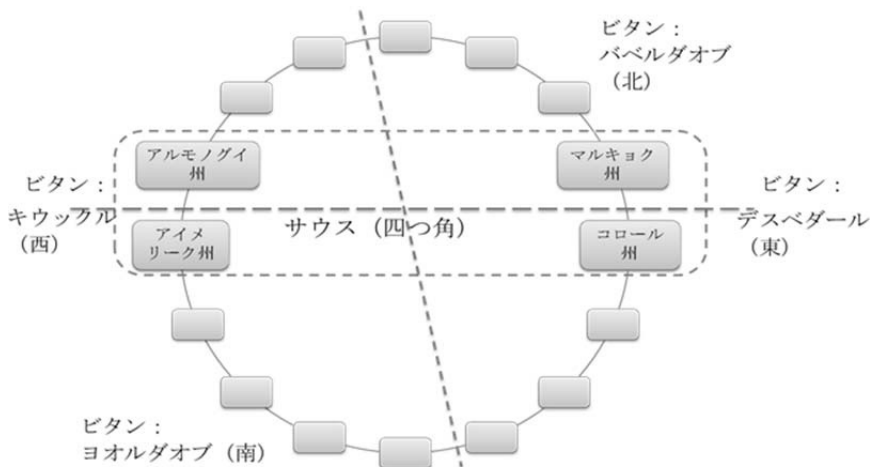 ビタン：
バベルダオブ
（北）
アルモノグイ
州
マルキョク
州
ビタン：
キウックル
（西）
サウス（四つ角）
ビタン：
デスベダール
（東）
アイメ
リーク州
コロール
州
ビタン：
ヨオルダオブ（南）